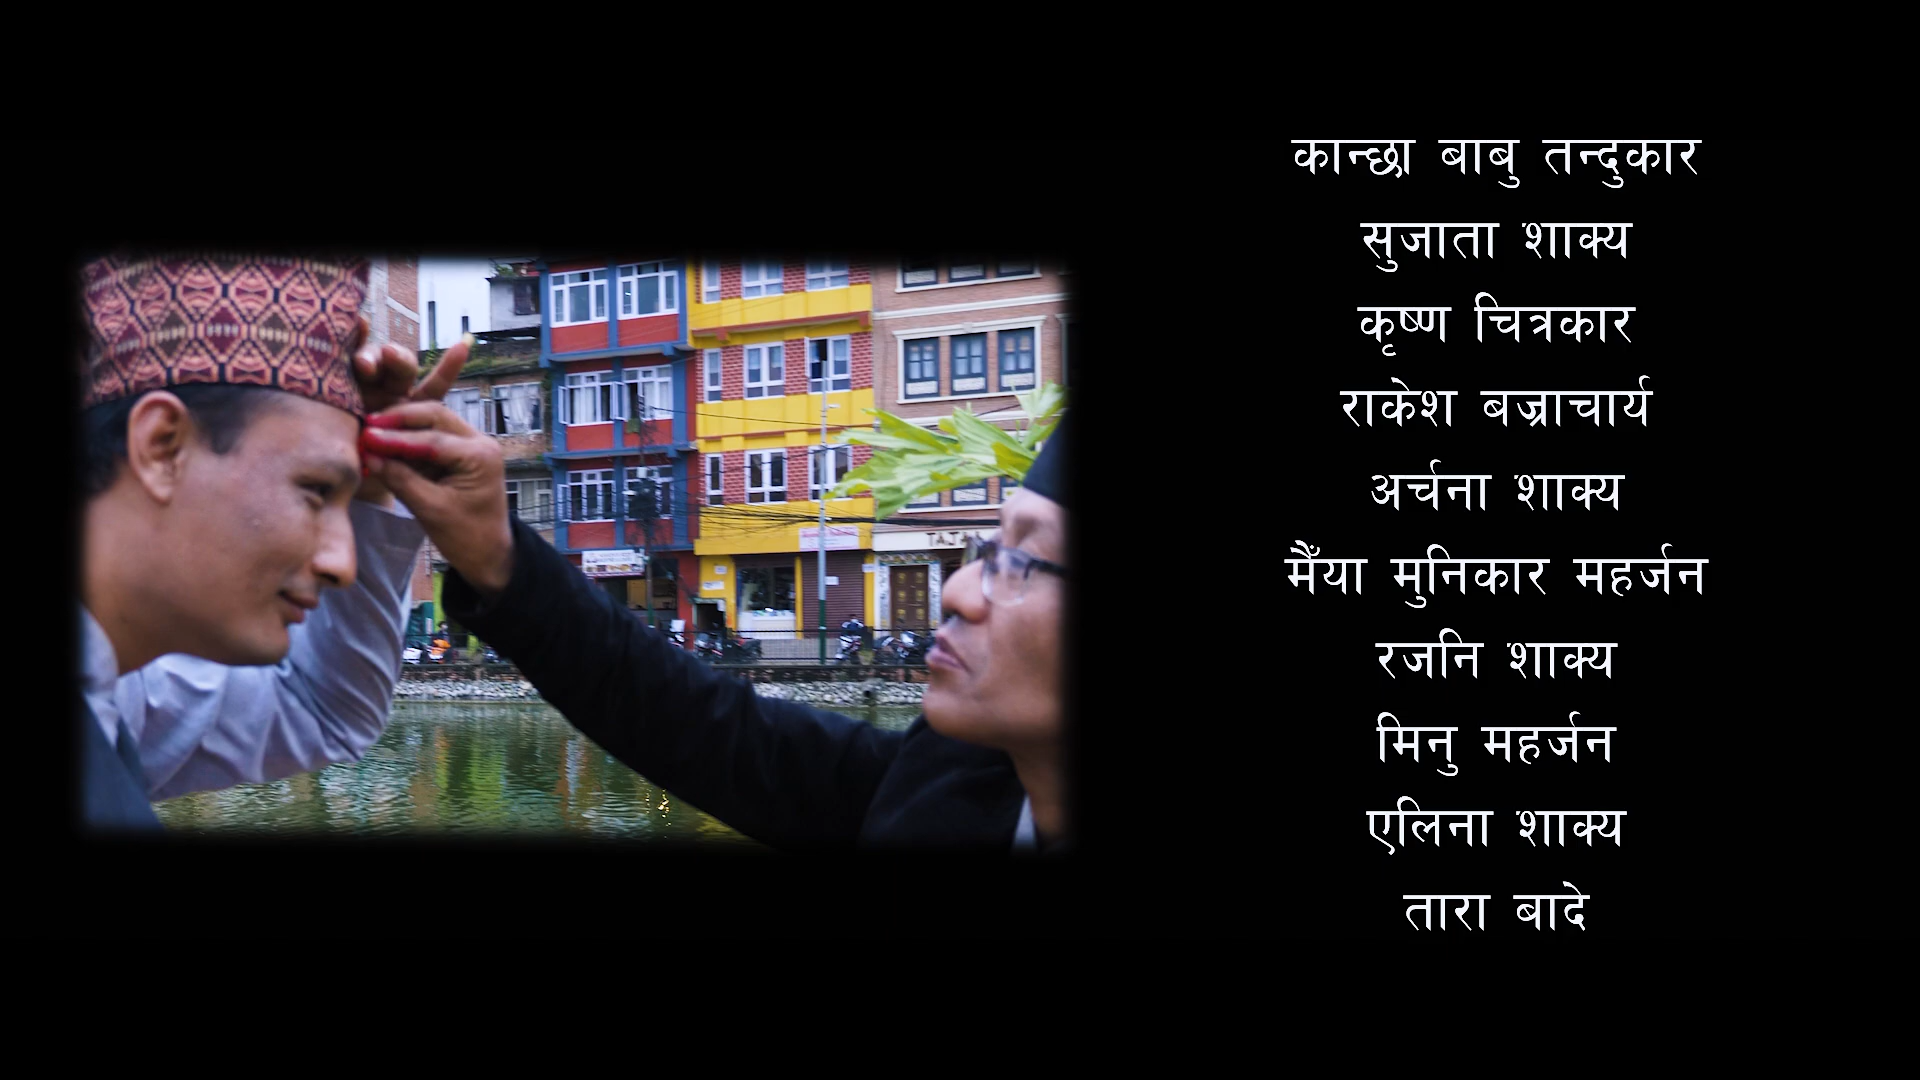 कान्छा बाबु तन्दुकार
सुजाता शाक्य
कृष्ण चित्रकार
राकेश बज्राचार्य
अर्चना शाक्य
मैँया मुनिकार महर्जन
रजनि शाक्य
मिनु महर्जन
एलिना शाक्य
तारा बादे